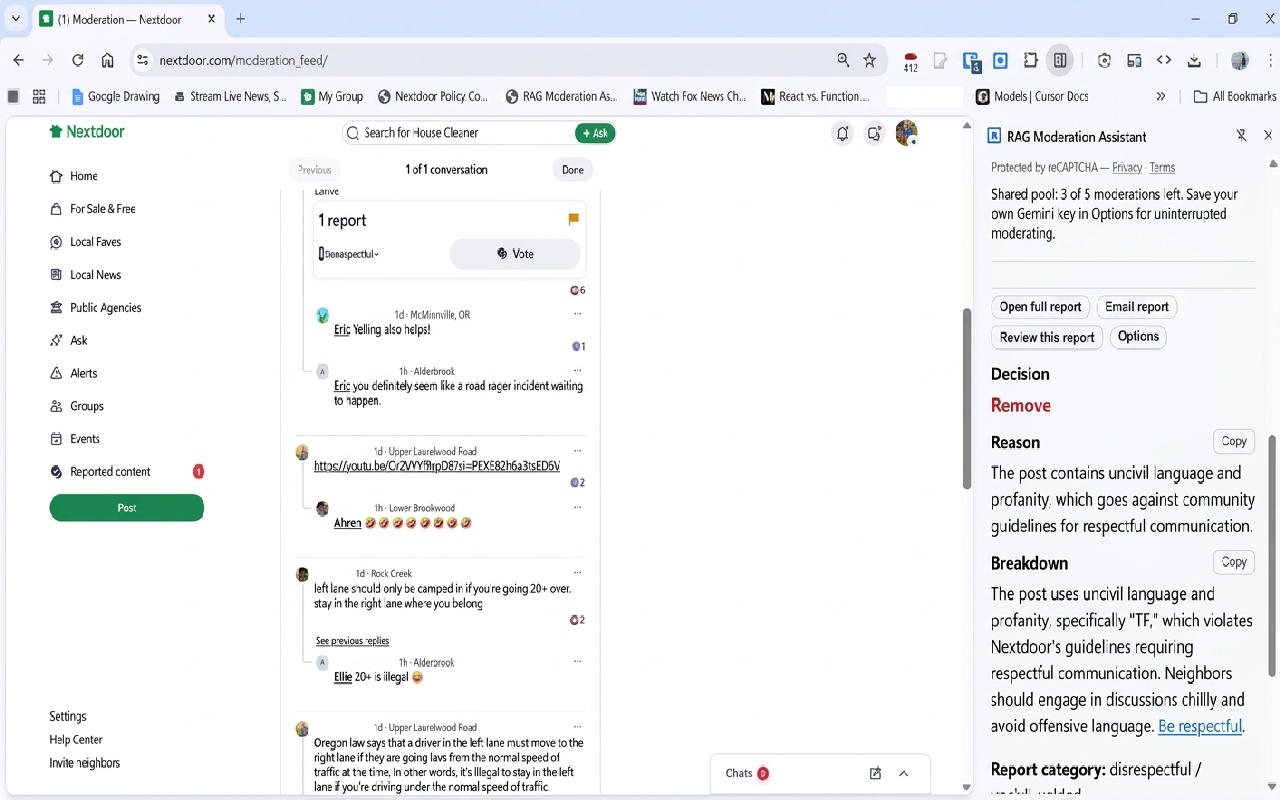 (1) Moderation — Nextdoor
nextdoor.com/moderation_feed/
412
Google Drawing
Stream Live News, S...
My Group
Nextdoor Policy Co...
RAG Moderation As...
Watch Fox News Ch...
React vs. Function....
Models | Cursor Docs
All Bookmarks
Nextdoor
Search for House Cleaner
+ Ask
Home
For Sale & Free
Local Faves
Local News
Public Agencies
Ask
Alerts
Groups
Events
Reported content
1
Post
Settings
Help Center
Invite neighbors
Previous
1 of 1 conversation
Done
1 report
Vote
6
1d · McMinnville, OR
Eric Yelling also helps!
1
A
1h · Alderbrook
Eric you definitely seem like a road rager incident waiting
to happen.
1d · Upper Laurelwood Road
2
1h · Lower Brookwood
Ahren 🤣🤣🤣🤣🤣🤣🤣🤣
1d · Rock Creek
left lane should only be camped in if you're going 20+ over.
stay in the right lane where you belong
2
See previous replies
A
1h · Alderbrook
Ellie 20+ is illegal
1d · Upper Laurelwood Road
Oregon law says that a driver in the left lane must move to the
right lane if they are going lavs from the normal speed of
traffic at the time, In other words, it's Illegal to stay in the left
lane if you're driving under the normal speed of traffic.
Chats 0
RAG Moderation Assistant
Protected by reCAPTCHA — Privacy · Terms
Shared pool: 3 of 5 moderations left. Save your
own Gemini key in Options for uninterrupted
moderating.
Open full report
Email report
Review this report
Options
Decision
Remove
Reason
Copy
The post contains uncivil language and
profanity, which goes against community
guidelines for respectful communication.
Breakdown
Copy
The post uses uncivil language and
profanity, specifically "TF," which violates
Nextdoor's guidelines requiring
respectful communication. Neighbors
should engage in discussions chillly and
avoid offensive language. Be respectful.
Report category: disrespectful /